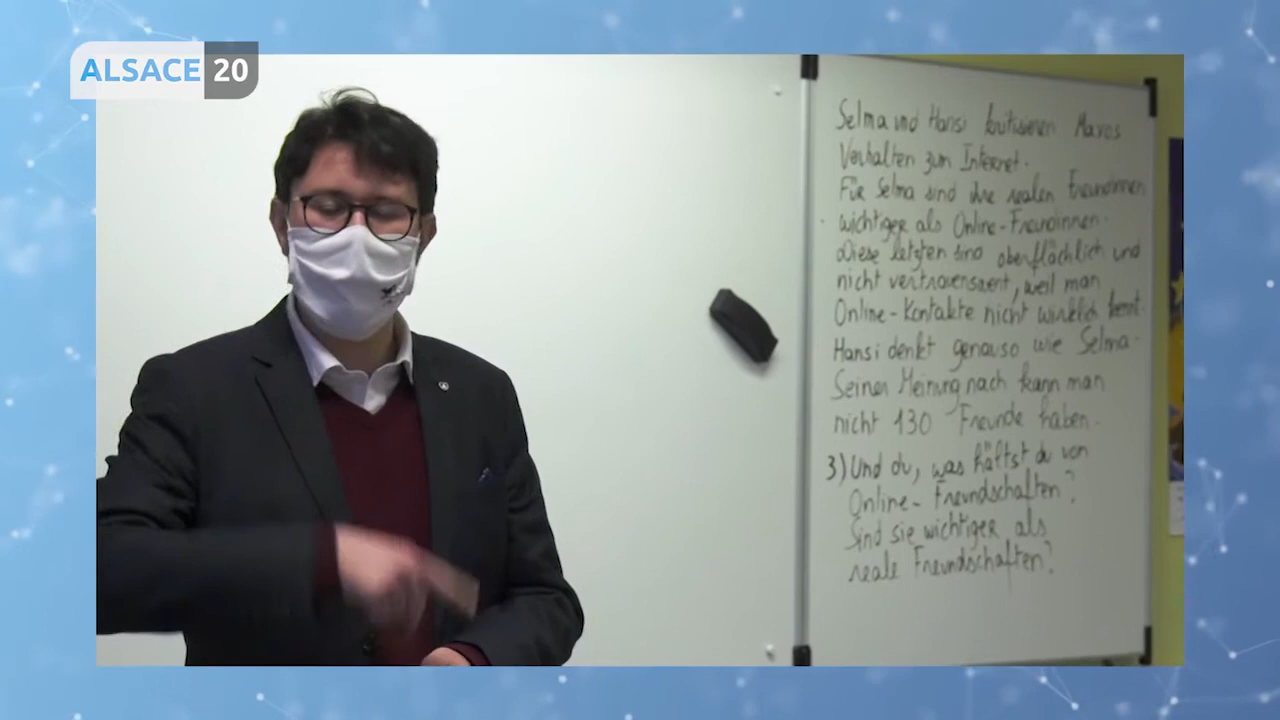 ALSACE 20
Selma und Hansi kritisieren Marcos
Verhalten zum Internet.
Für Selma sind ihre realen Freundinnen
wichtiger als Online-Freundinnen.
Diese letzten sind oberflächlich und
nicht vertrauenswert, weil man
Online-Kontakte nicht wirklich kennt.
Hansi denkt genauso wie Selma.
Seiner Meinung nach kann man
nicht 130 Freunde haben.
3) Und du, was hältst du von
Online-Freundschaften?
Sind sie wichtiger als
reale Freundschaften?